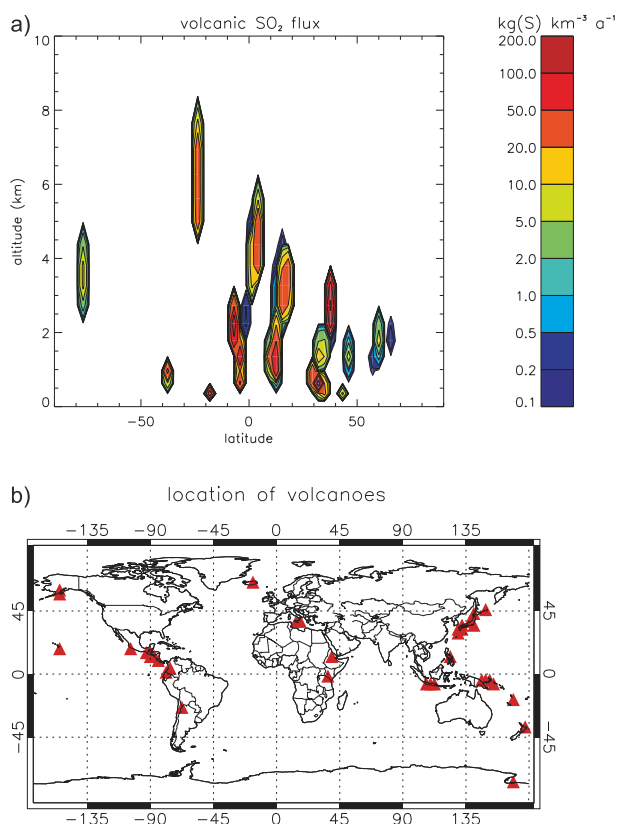 a)
volcanic SO₂ flux
kg(S) km⁻³ a⁻¹
10
8
6
4
2
0
altitude (km)
−50
0
50
latitude
200.0
100.0
50.0
20.0
10.0
5.0
2.0
1.0
0.5
0.2
0.1
b)
location of volcanoes
−135 −90 −45 0 45 90 135
45 45
0 0
−45 −45
−135 −90 −45 0 45 90 135